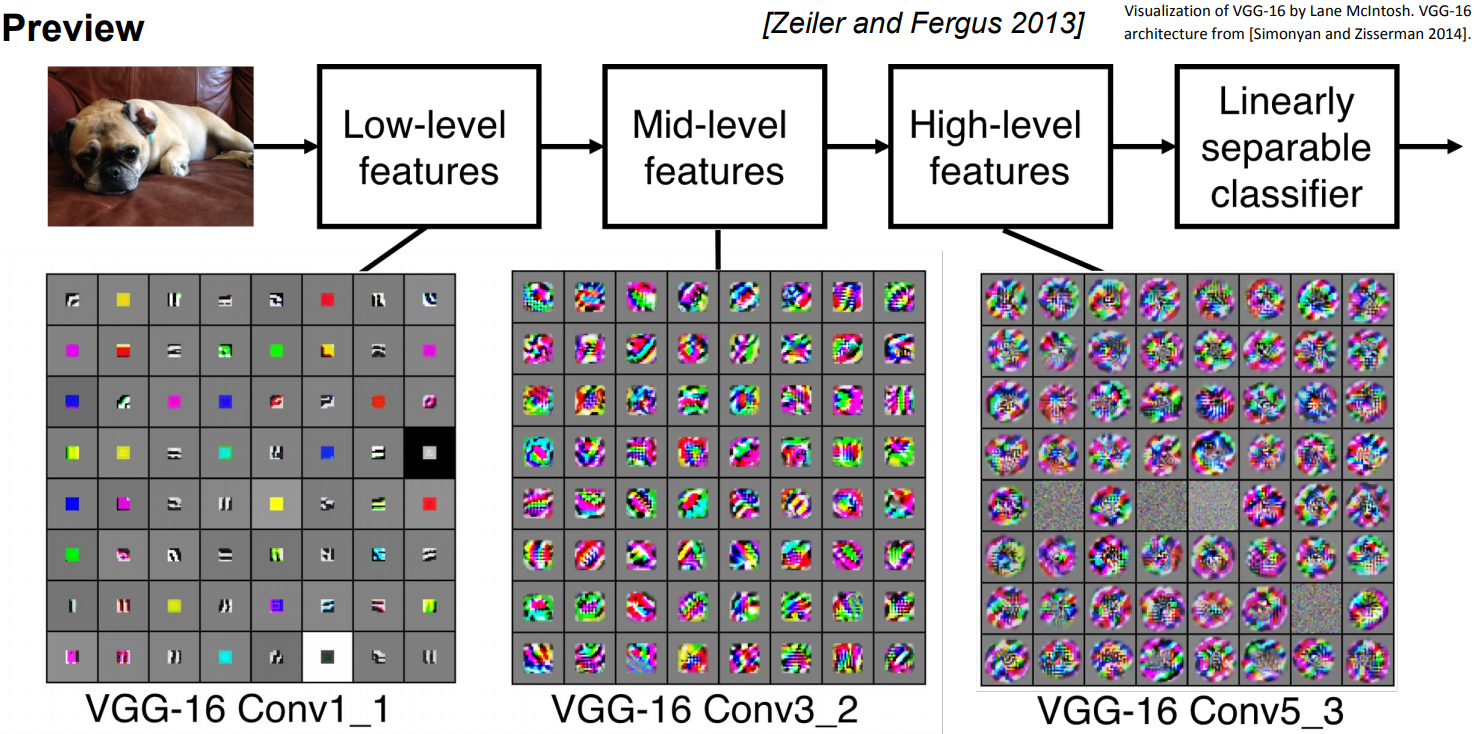 Preview
[Zeiler and Fergus 2013]
Visualization of VGG-16 by Lane McIntosh. VGG-16
architecture from [Simonyan and Zisserman 2014].
Low-level
features
Mid-level
features
High-level
features
Linearly
separable
classifier
VGG-16 Conv1_1
VGG-16 Conv3_2
VGG-16 Conv5_3